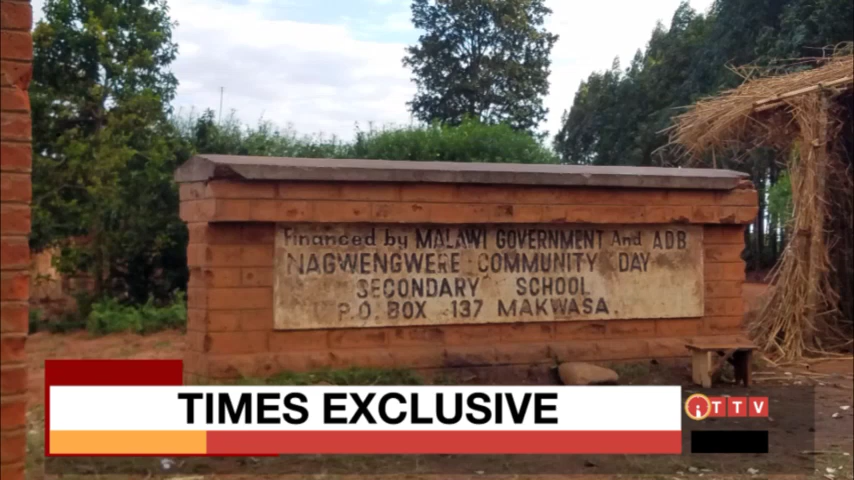 Financed by MALAWI GOVERNMENT And ADB
NAGWENGWERE COMMUNITY DAY
SECONDARY SCHOOL
P.O. BOX 137 MAKWASA.
TIMES EXCLUSIVE
TTV